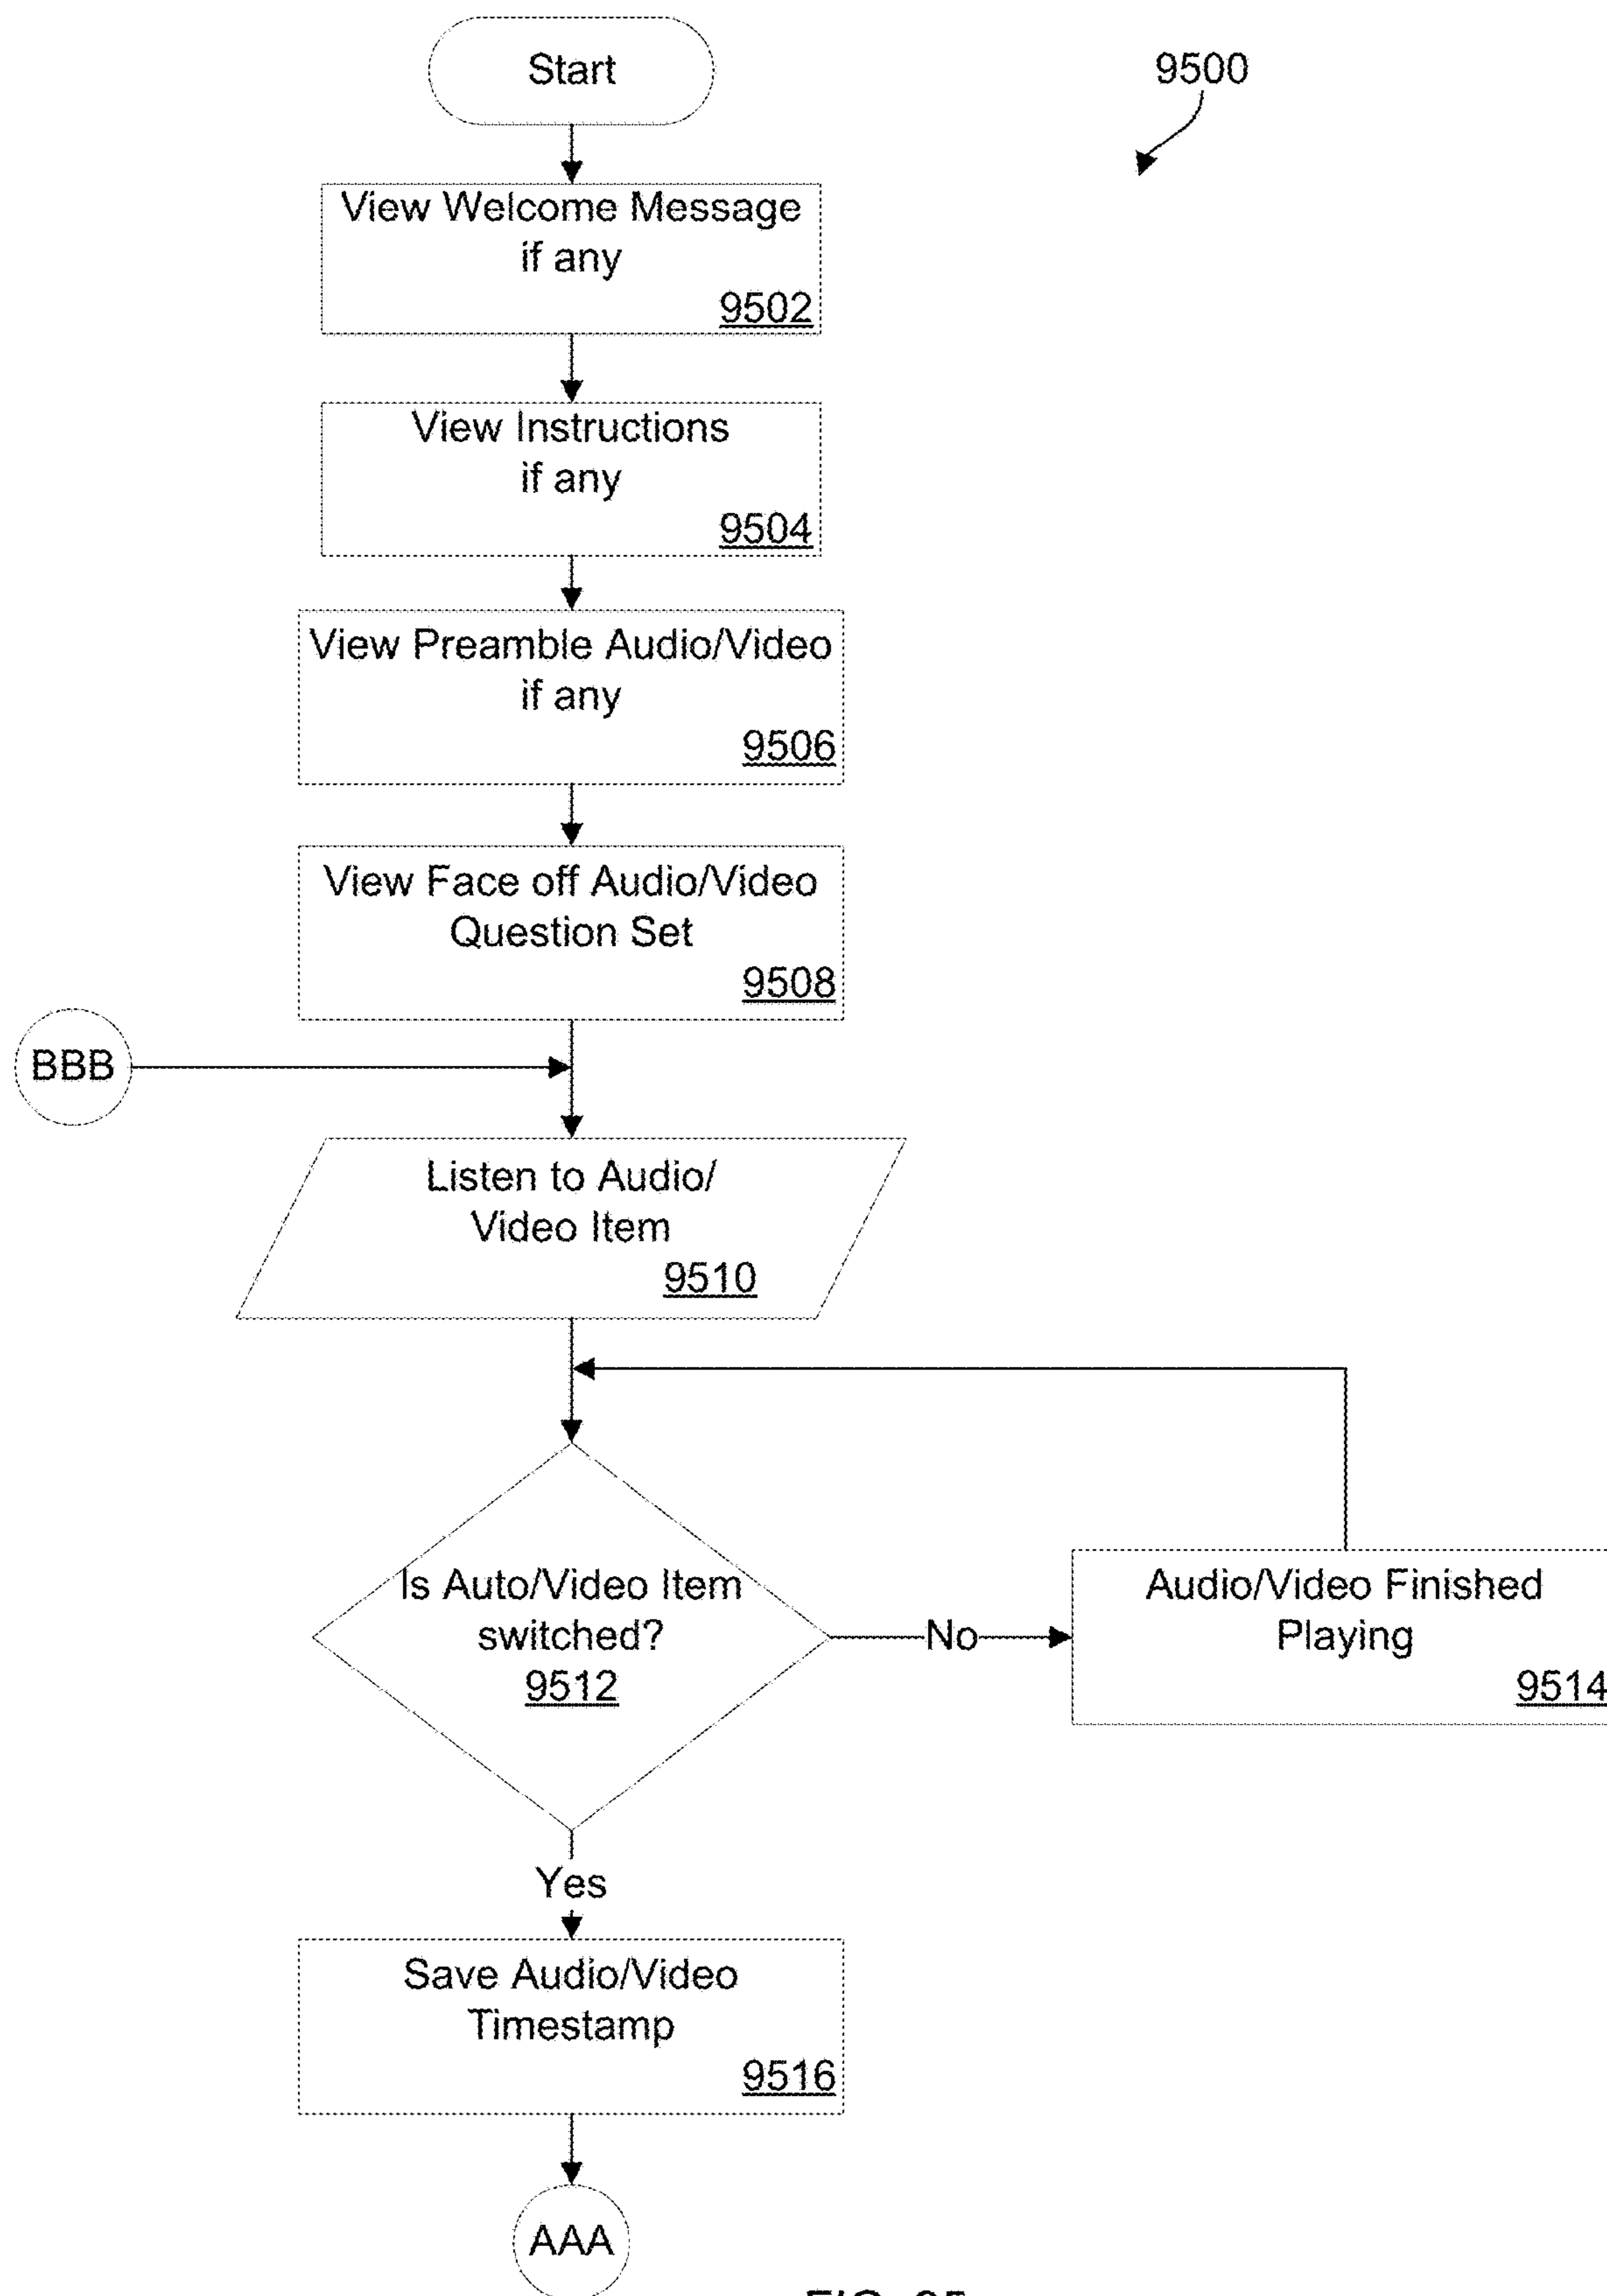 Start
9500
View Welcome Message
if any
9502
View Instructions
if any
9504
View Preamble Audio/Video
if any
9506
View Face off Audio/Video
Question Set
9508
BBB
Listen to Audio/
Video Item
9510
Is Auto/Video Item
switched?
9512
No
Audio/Video Finished
Playing
9514
Yes
Save Audio/Video
Timestamp
9516
AAA